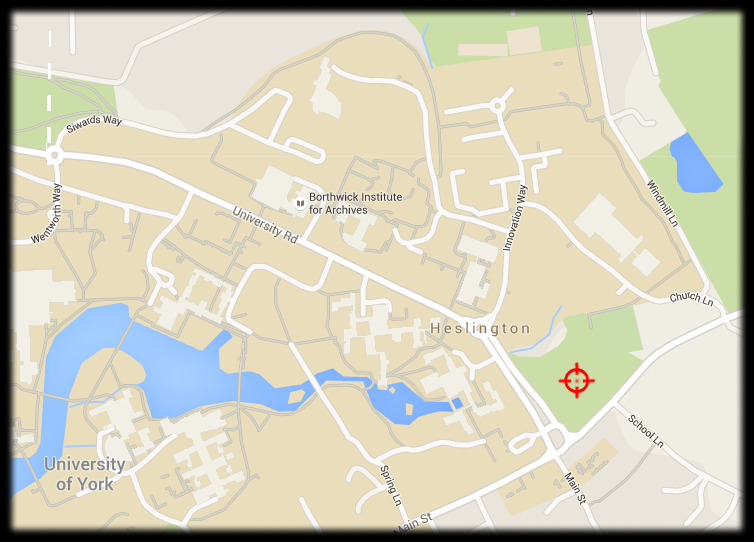 Siwards Way
Wentworth Way
Borthwick Institute
for Archives
University Rd
Innovation Way
Windmill Ln
Church Ln
Heslington
School Ln
University
of York
Spring Ln
Main St
Main St